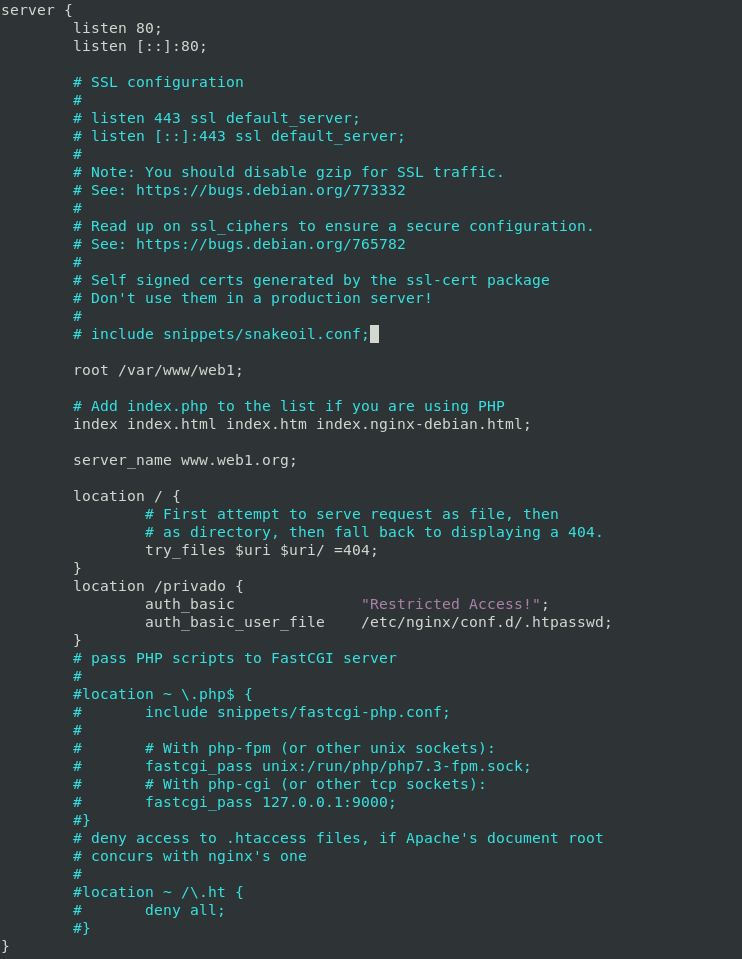 server {
        listen 80;
        listen [::]:80;

        # SSL configuration
        #
        # listen 443 ssl default_server;
        # listen [::]:443 ssl default_server;
        #
        # Note: You should disable gzip for SSL traffic.
        # See: https://bugs.debian.org/773332
        #
        # Read up on ssl_ciphers to ensure a secure configuration.
        # See: https://bugs.debian.org/765782
        #
        # Self signed certs generated by the ssl-cert package
        # Don't use them in a production server!
        #
        # include snippets/snakeoil.conf;

        root /var/www/web1;

        # Add index.php to the list if you are using PHP
        index index.html index.htm index.nginx-debian.html;

        server_name www.web1.org;

        location / {
                # First attempt to serve request as file, then
                # as directory, then fall back to displaying a 404.
                try_files $uri $uri/ =404;
        }
        location /privado {
                auth_basic              "Restricted Access!";
                auth_basic_user_file    /etc/nginx/conf.d/.htpasswd;
        }
        # pass PHP scripts to FastCGI server
        #
        #location ~ \.php$ {
        #       include snippets/fastcgi-php.conf;
        #
        #       # With php-fpm (or other unix sockets):
        #       fastcgi_pass unix:/run/php/php7.3-fpm.sock;
        #       # With php-cgi (or other tcp sockets):
        #       fastcgi_pass 127.0.0.1:9000;
        #}
        # deny access to .htaccess files, if Apache's document root
        # concurs with nginx's one
        #
        #location ~ /\.ht {
        #       deny all;
        #}
}